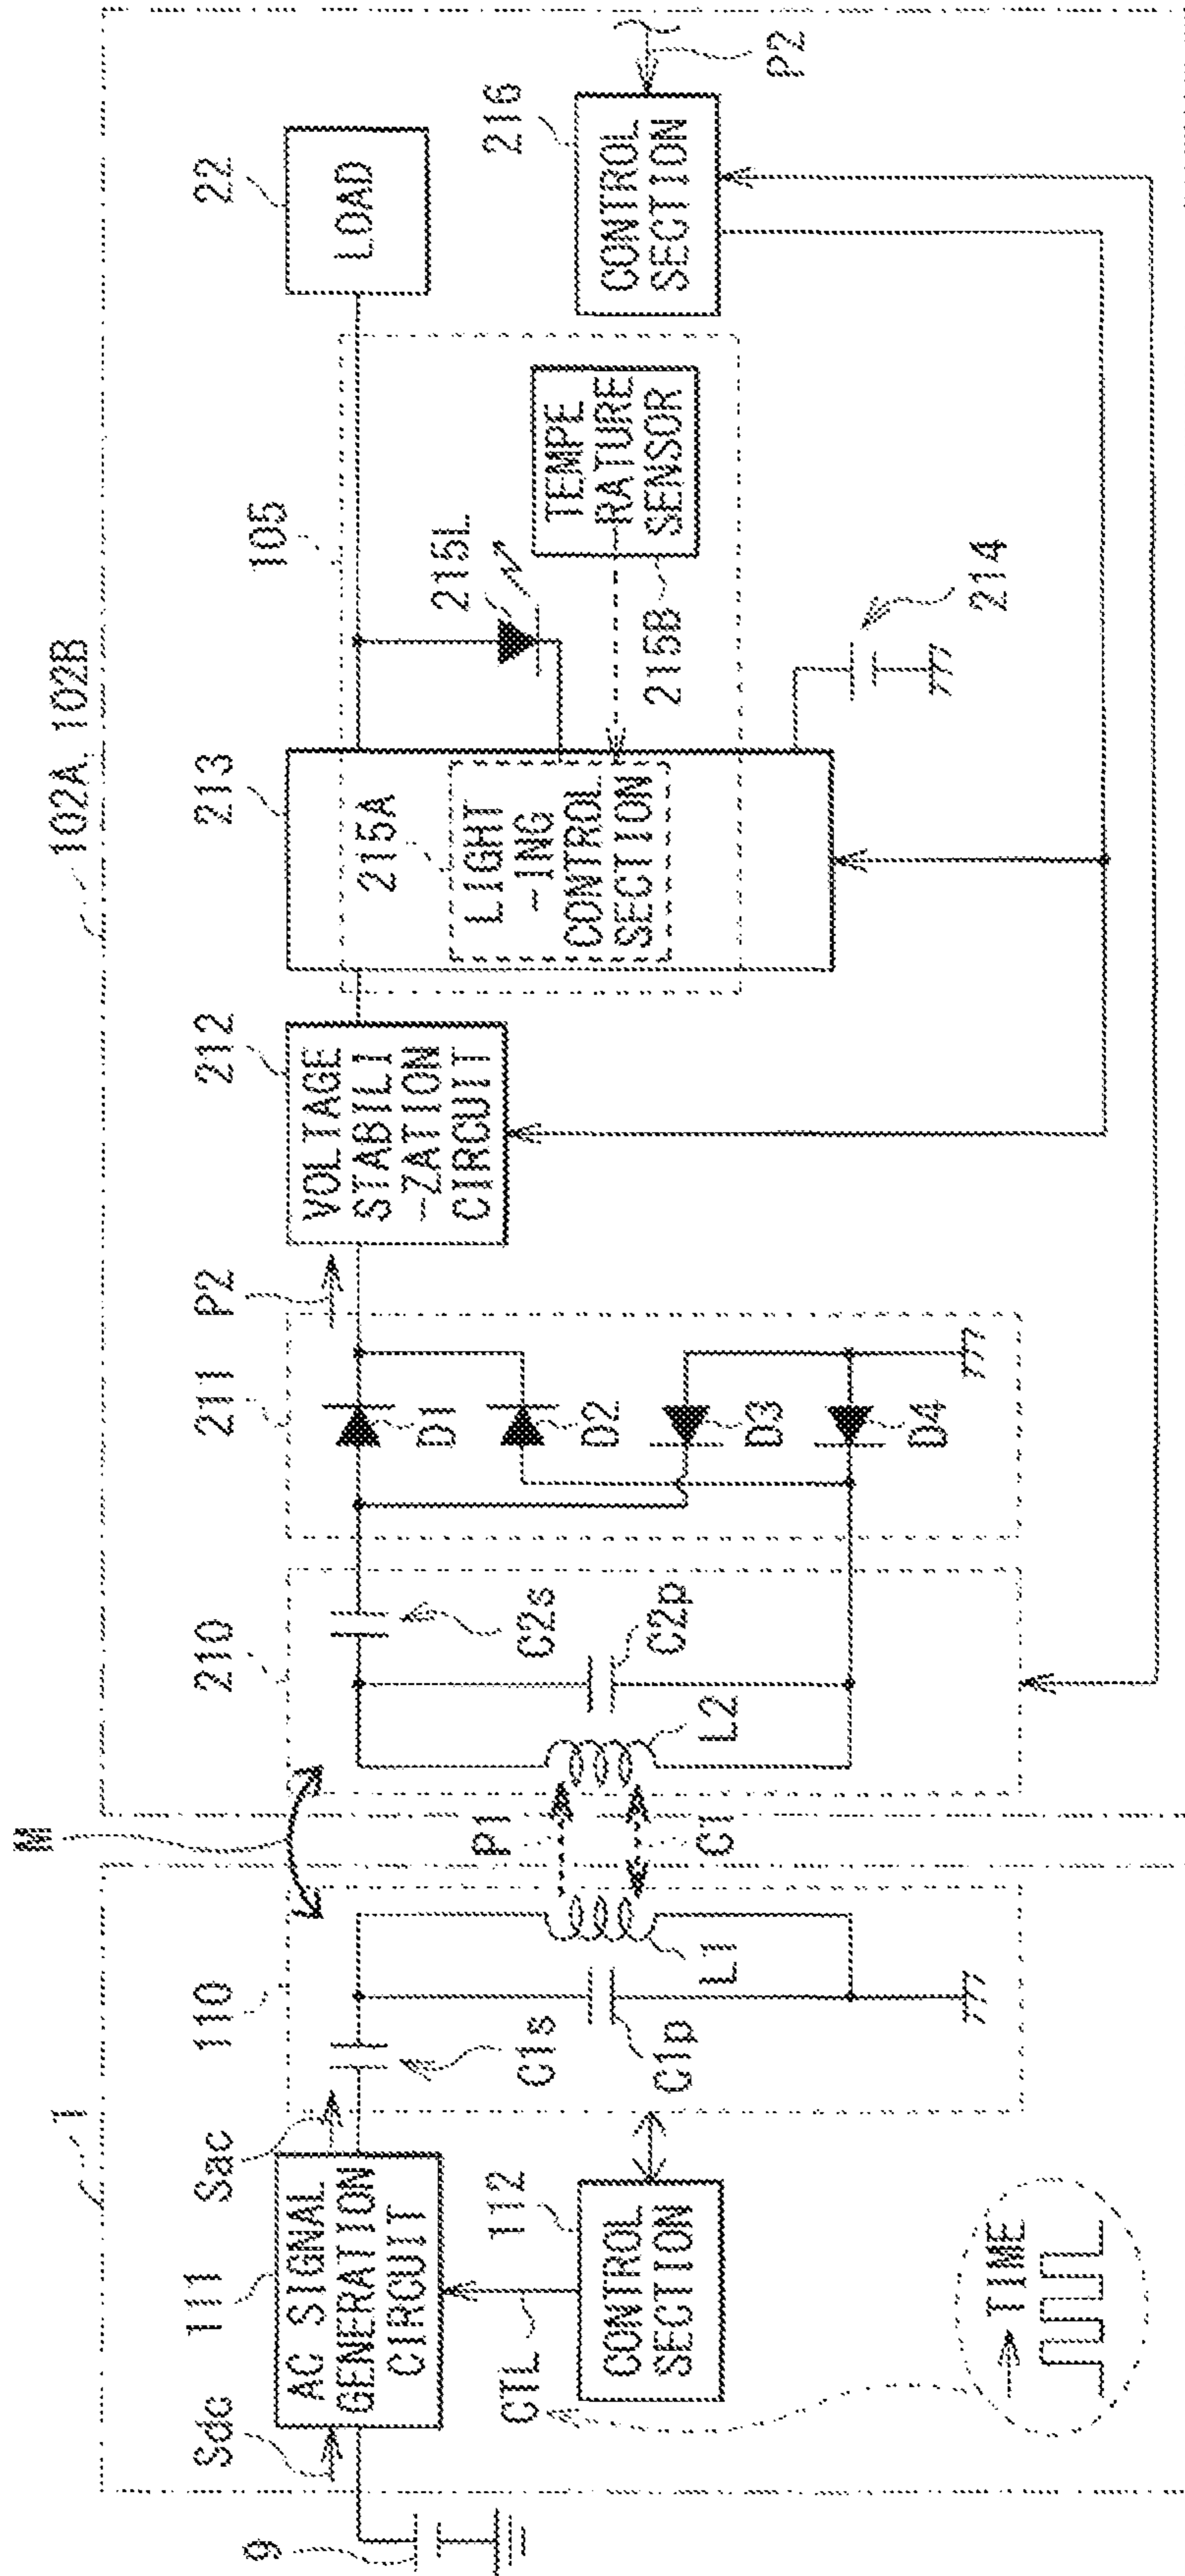 1
102A, 102B
M
9
Sdc
111
AC SIGNAL
GENERATION
CIRCUIT
Sac
110
C1s
C1p
L1
CTL
112
CONTROL
SECTION
TIME
P1
C1
210
L2
C2s
C2p
211
D1
D2
D3
D4
P2
212
VOLTAGE
STABILI
-ZATION
CIRCUIT
213
215A
LIGHT
-ING
CONTROL
SECTION
105
215L
TEMPE
RATURE
SENSOR
215B
214
22
LOAD
216
CONTROL
SECTION
P2